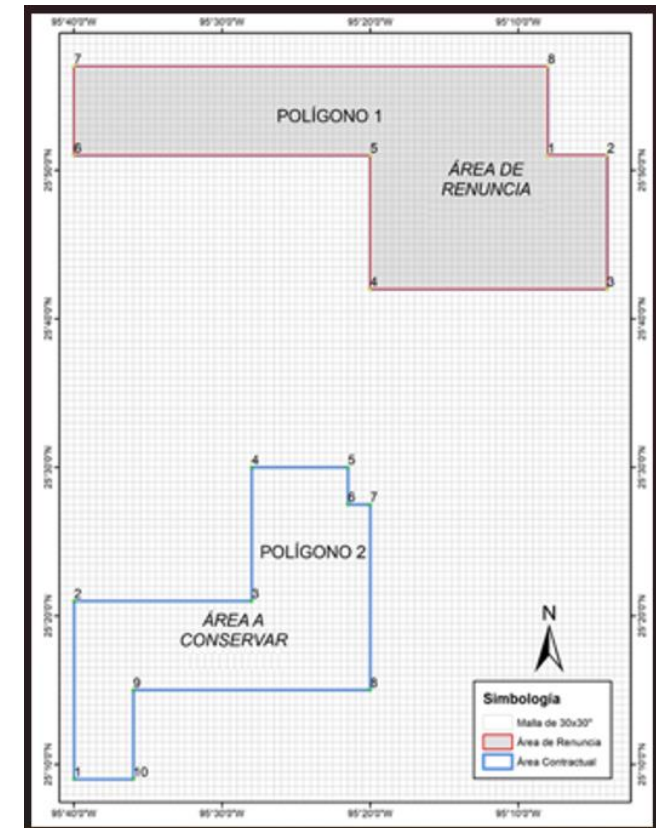 95°40'0"W 95°30'0"W 95°20'0"W 95°10'0"W
7 8
POLÍGONO 1
6 5 1 2
25°50'0"N 25°50'0"N
ÁREA DE
RENUNCIA
4 3
25°40'0"N 25°40'0"N
4 5
25°30'0"N 25°30'0"N
6 7
POLÍGONO 2
2 3
25°20'0"N 25°20'0"N
ÁREA A
CONSERVAR
N
9 8
Simbología
Malla de 30x30"
Área de Renuncia
Área Contractual
25°10'0"N 25°10'0"N
1 10
95°40'0"W 95°30'0"W 95°20'0"W 95°10'0"W